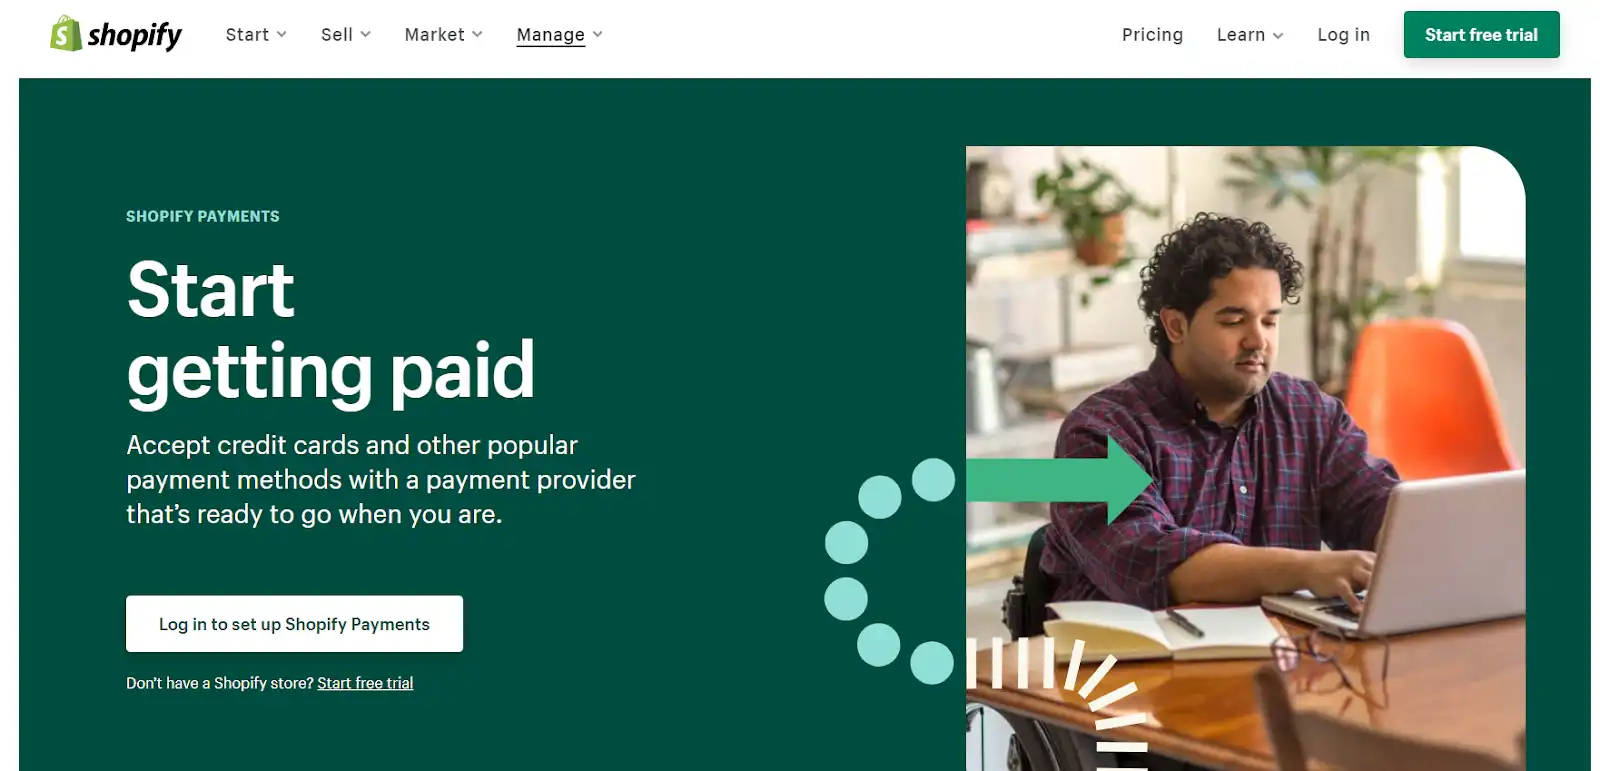 shopify
Start
Sell
Market
Manage
Pricing
Learn
Log in
Start free trial
SHOPIFY PAYMENTS
Start
getting paid
Accept credit cards and other popular
payment methods with a payment provider
that’s ready to go when you are.
Log in to set up Shopify Payments
Don’t have a Shopify store? Start free trial